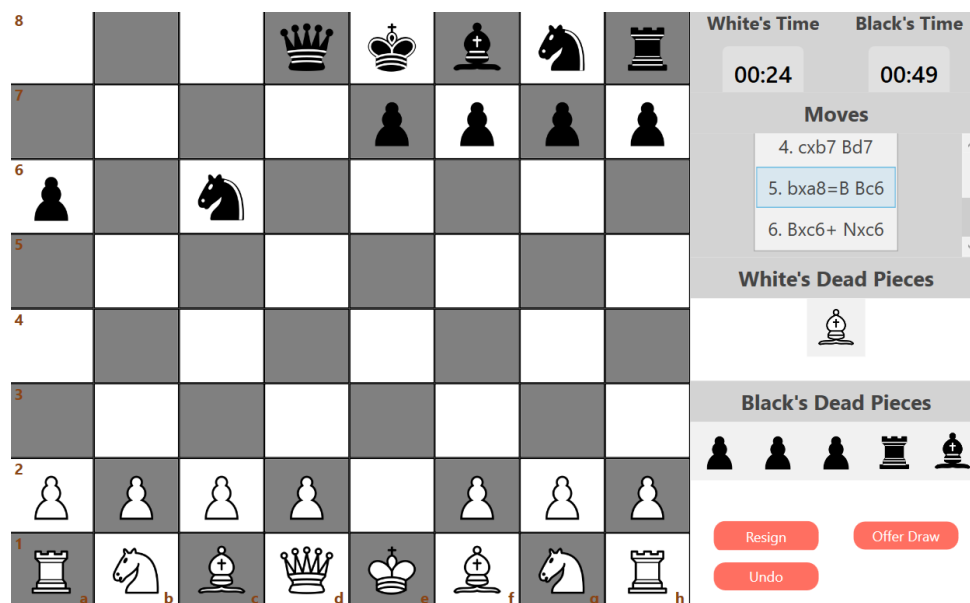 8
7
6
5
4
3
2
1
a b c d e f g h
White's Time Black's Time
00:24 00:49
Moves
4. cxb7 Bd7
5. bxa8=B Bc6
6. Bxc6+ Nxc6
White's Dead Pieces
Black's Dead Pieces
Resign Offer Draw
Undo